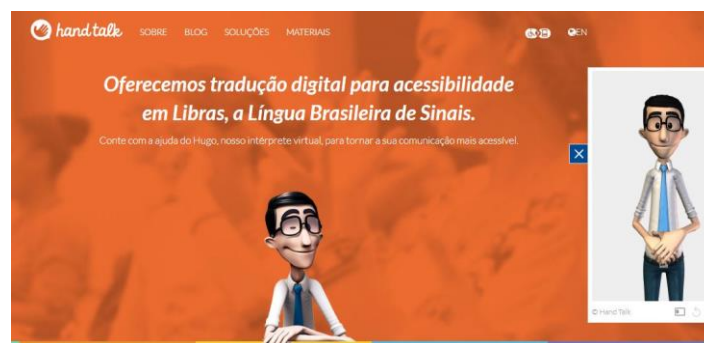 hand talk SOBRE BLOG SOLUÇÕES MATERIAIS EN
Oferecemos tradução digital para acessibilidade
em Libras, a Língua Brasileira de Sinais.
Conte com a ajuda do Hugo, nosso intérprete virtual, para tornar a sua comunicação mais acessível.
© Hand Talk